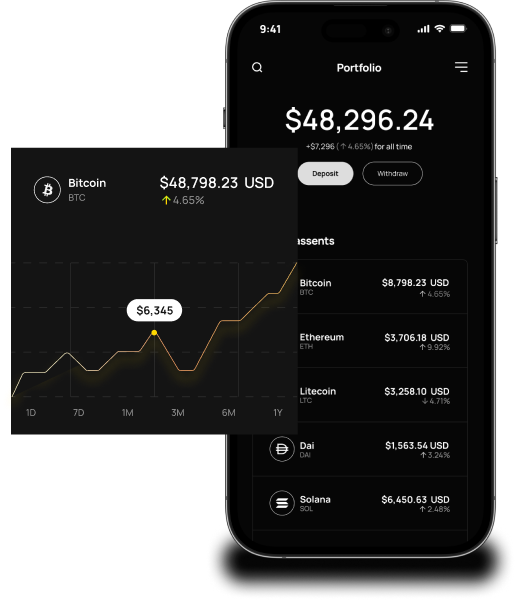 9:41
Portfolio
$48,296.24
+$7,296 (↑ 4.65%) for all time
Deposit
Withdraw
Bitcoin
BTC
$48,798.23 USD
↑ 4.65%
$6,345
1D 7D 1M 3M 6M 1Y
assents
Bitcoin
BTC
$8,798.23 USD
↑ 4.65%
Ethereum
ETH
$3,706.18 USD
↑ 9.92%
Litecoin
LTC
$3,258.10 USD
↓ 4.71%
Dai
DAI
$1,563.54 USD
↑ 3.24%
Solana
SOL
$6,450.63 USD
↑ 2.48%